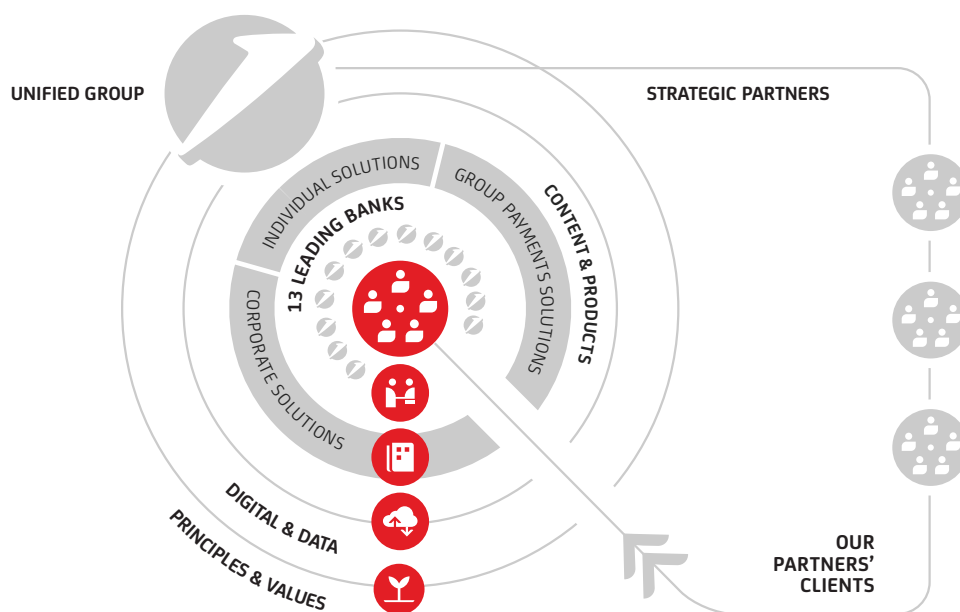 UNIFIED GROUP
STRATEGIC PARTNERS
INDIVIDUAL SOLUTIONS
GROUP PAYMENTS SOLUTIONS
CONTENT & PRODUCTS
13 LEADING BANKS
CORPORATE SOLUTIONS
DIGITAL & DATA
PRINCIPLES & VALUES
OUR
PARTNERS’
CLIENTS